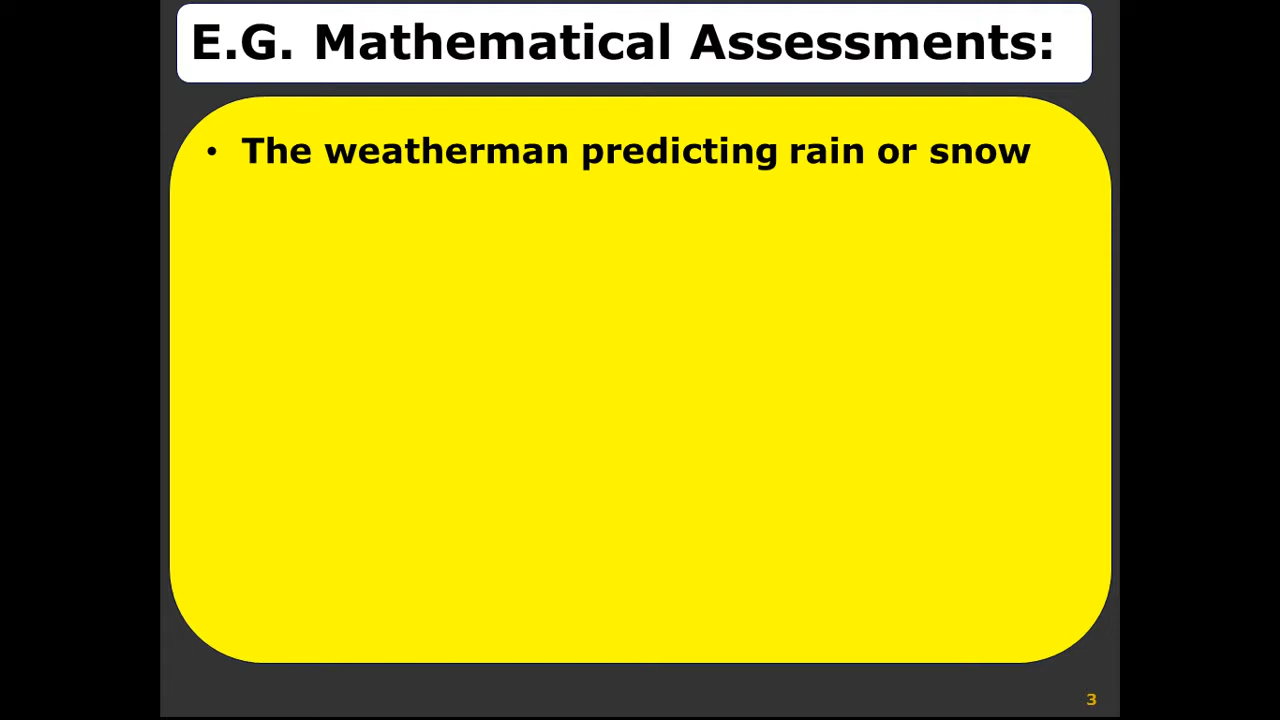 E.G. Mathematical Assessments:
• The weatherman predicting rain or snow
3